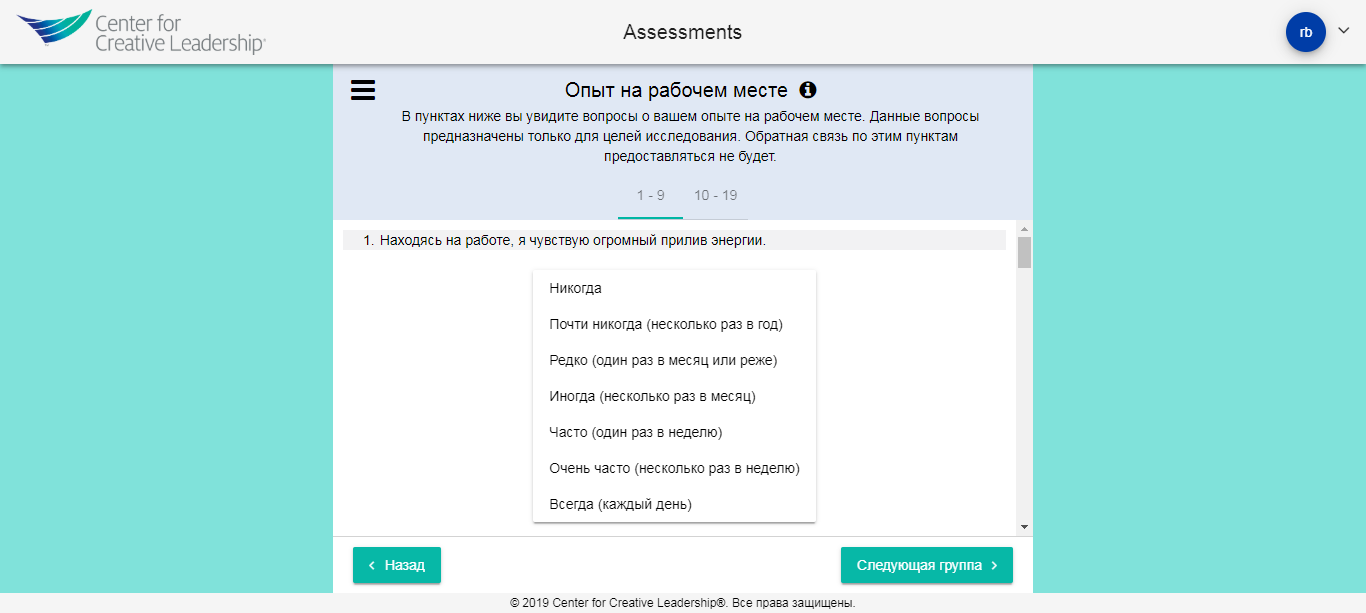 Center for
Creative Leadership®
Assessments
rb
Опыт на рабочем месте
В пунктах ниже вы увидите вопросы о вашем опыте на рабочем месте. Данные вопросы
предназначены только для целей исследования. Обратная связь по этим пунктам
предоставляться не будет.
1 - 9 10 - 19
1. Находясь на работе, я чувствую огромный прилив энергии.
Никогда
Почти никогда (несколько раз в год)
Редко (один раз в месяц или реже)
Иногда (несколько раз в месяц)
Часто (один раз в неделю)
Очень часто (несколько раз в неделю)
Всегда (каждый день)
Назад
Следующая группа
© 2019 Center for Creative Leadership®. Все права защищены.